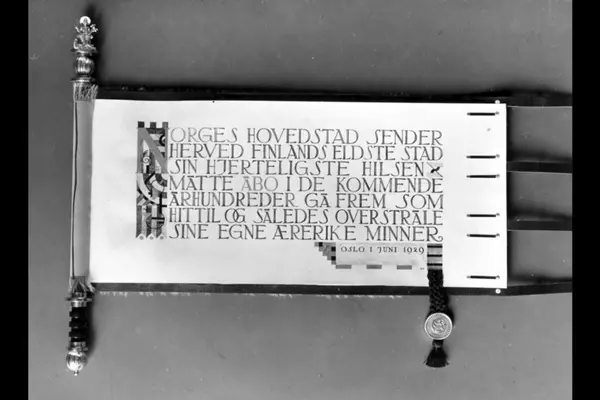 NORGES HOVEDSTAD SENDER
HERVED FINLANDS ELDSTE STAD
SIN HJERTELIGSTE HILSEN
MÅTTE ÅBO I DE KOMMENDE
ÅRHUNDREDER GÅ FREM SOM
HITTIL OG SÅLEDES OVERSTRÅLE
SINE EGNE ÆRERIKE MINNER
OSLO I JUNI 1929